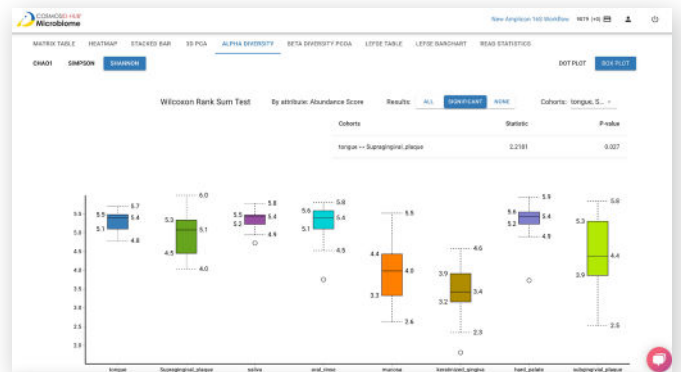 COSMOSID HUB
Microbiome
New Amplicon 16S Workflow
MATRIX TABLE HEATMAP STACKED BAR 3D PCA ALPHA DIVERSITY BETA DIVERSITY PCOA LEFSE TABLE LEFSE BARCHART READ STATISTICS
CHAO1 SIMPSON SHANNON DOT PLOT BOX PLOT
Wilcoxon Rank Sum Test By attribute: Abundance Score Results: ALL SIGNIFICANT NONE Cohorts: tongue, S...
Cohorts Statistic P-value
tongue -- Supragingival_plaque 2.2181 0.027
5.5 5.7 5.4 5.1 4.8
6.0 5.3 5.1 4.5 4.0
5.8 5.5 5.4 5.2 4.9
5.8 5.6 5.4 5.1 4.5
5.5 4.4 4.0 3.3 2.6
4.6 3.9 3.4 3.2 2.3
5.9 5.6 5.4 5.2 4.9
5.8 5.3 4.4 3.9 2.5
5.5
5.0
4.5
4.0
3.5
3.0
2.5
2.0
tongue Supragingival_plaque saliva oral_rinse mucosa keratinized_gingiva hard_palate subgingival_plaque